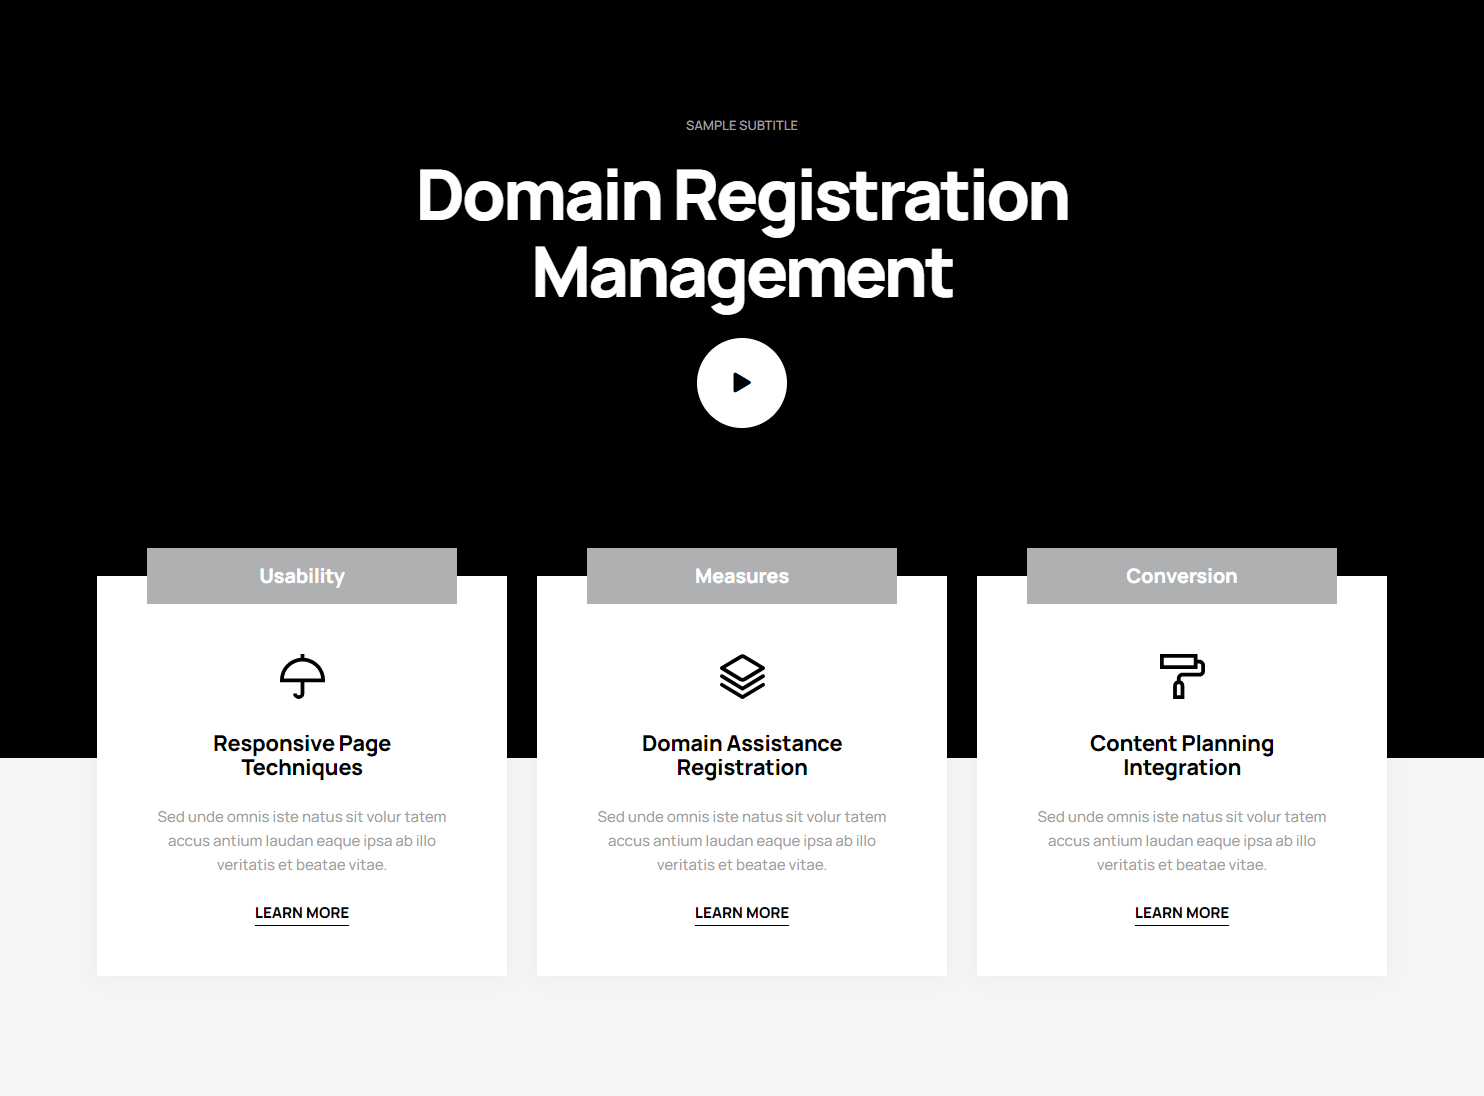 SAMPLE SUBTITLE
Domain Registration
Management
Usability
Responsive Page
Techniques
Sed unde omnis iste natus sit volur tatem
accus antium laudan eaque ipsa ab illo
veritatis et beatae vitae.
LEARN MORE
Measures
Domain Assistance
Registration
Sed unde omnis iste natus sit volur tatem
accus antium laudan eaque ipsa ab illo
veritatis et beatae vitae.
LEARN MORE
Conversion
Content Planning
Integration
Sed unde omnis iste natus sit volur tatem
accus antium laudan eaque ipsa ab illo
veritatis et beatae vitae.
LEARN MORE